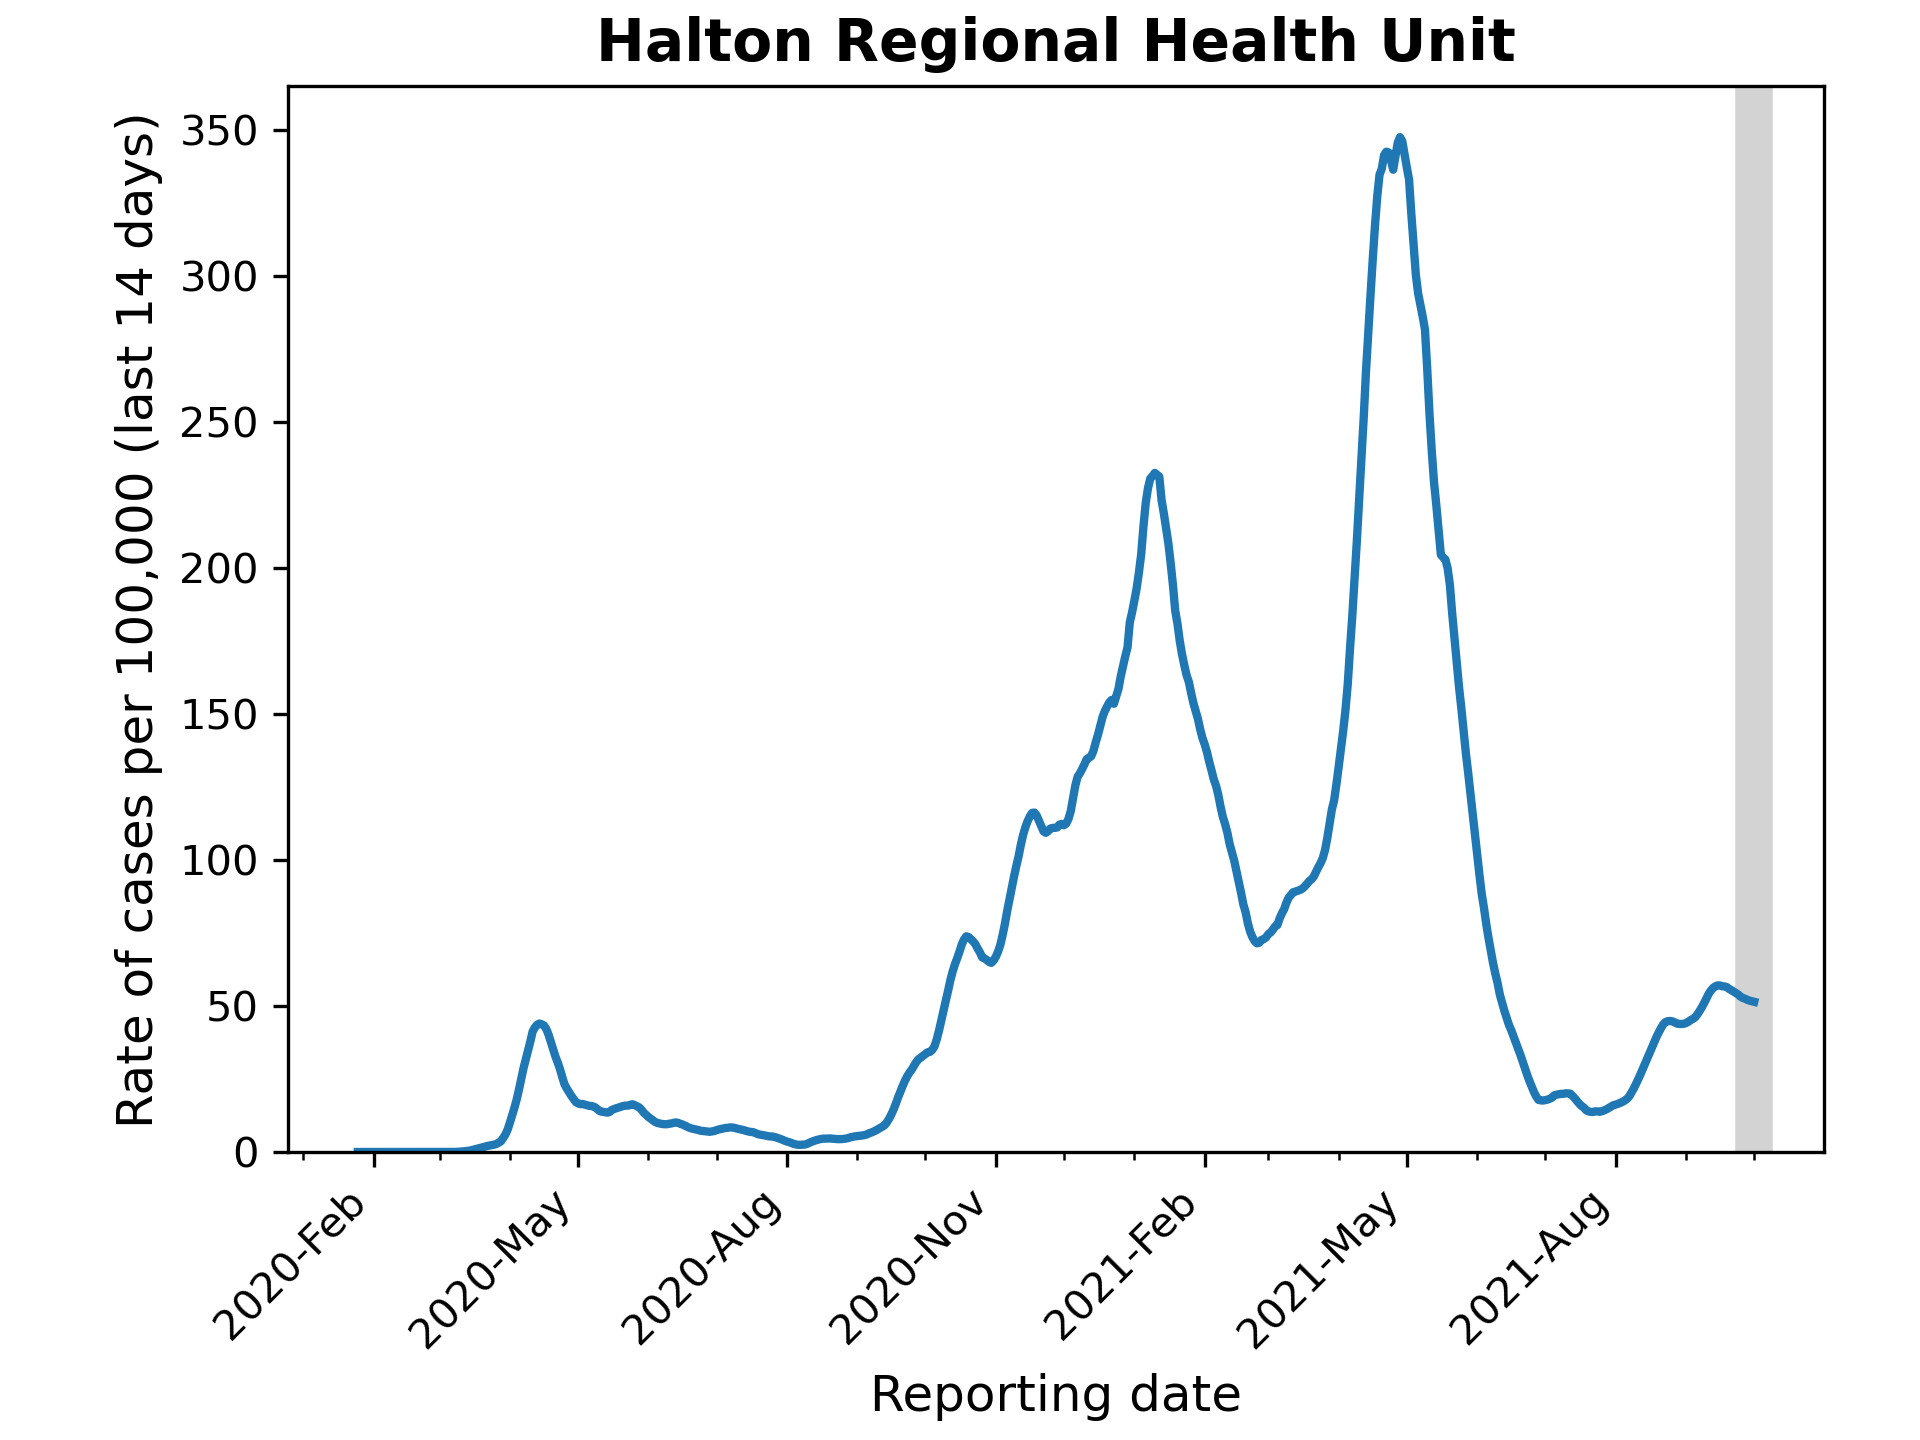 Halton Regional Health Unit
Rate of cases per 100,000 (last 14 days)
350
300
250
200
150
100
50
0
2020-Feb
2020-May
2020-Aug
2020-Nov
2021-Feb
2021-May
2021-Aug
Reporting date